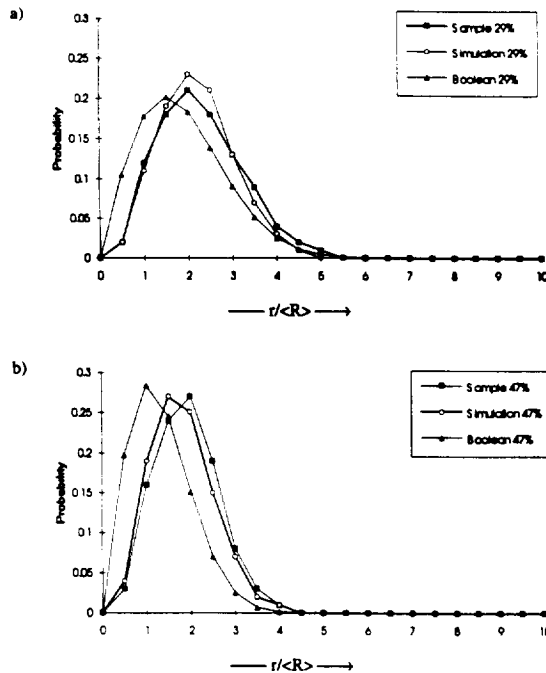 a)
Sample 29%
Simulation 29%
Boolean 29%
Probability
0.3
0.25
0.2
0.15
0.1
0.05
0
0 1 2 3 4 5 6 7 8 9 10
r/<R>
b)
Sample 47%
Simulation 47%
Boolean 47%
Probability
0.3
0.25
0.2
0.15
0.1
0.05
0
0 1 2 3 4 5 6 7 8 9 10
r/<R>